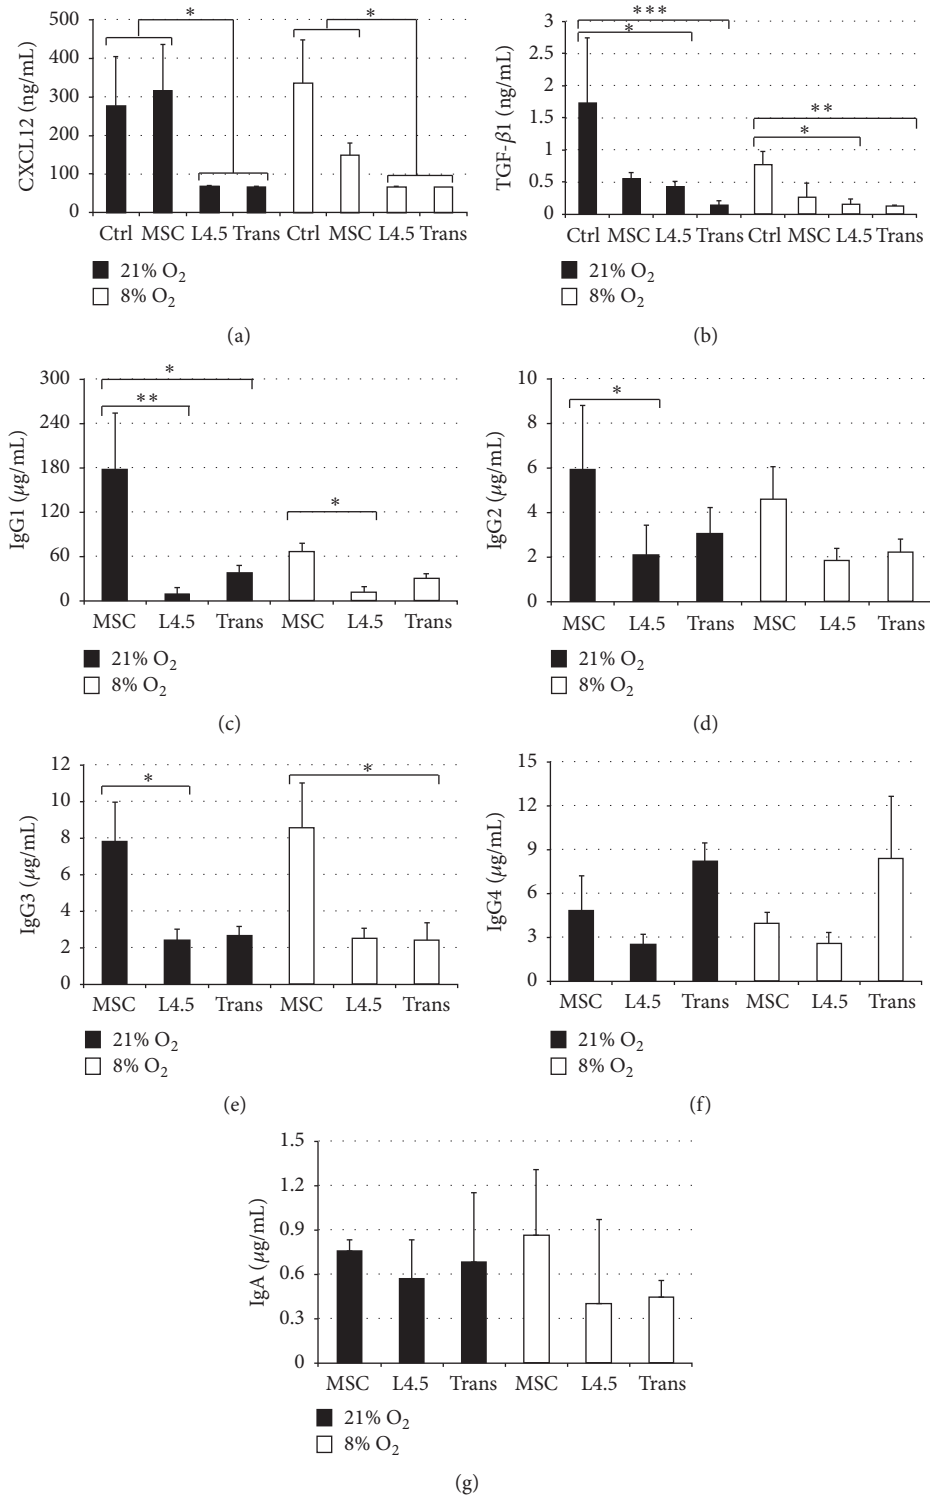 CXCL12 (ng/mL)
500
400
300
200
100
0
*
*
Ctrl MSC L4.5 Trans Ctrl MSC L4.5 Trans
21% O₂
8% O₂
(a)
TGF-β1 (ng/mL)
3
2.5
2
1.5
1
0.5
0
***
*
**
*
Ctrl MSC L4.5 Trans Ctrl MSC L4.5 Trans
21% O₂
8% O₂
(b)
IgG1 (μg/mL)
300
240
180
120
60
0
*
**
*
MSC L4.5 Trans MSC L4.5 Trans
21% O₂
8% O₂
(c)
IgG2 (μg/mL)
10
8
6
4
2
0
*
MSC L4.5 Trans MSC L4.5 Trans
21% O₂
8% O₂
(d)
IgG3 (μg/mL)
12
10
8
6
4
2
0
*
*
MSC L4.5 Trans MSC L4.5 Trans
21% O₂
8% O₂
(e)
IgG4 (μg/mL)
15
12
9
6
3
0
MSC L4.5 Trans MSC L4.5 Trans
21% O₂
8% O₂
(f)
IgA (μg/mL)
1.5
1.2
0.9
0.6
0.3
0
MSC L4.5 Trans MSC L4.5 Trans
21% O₂
8% O₂
(g)